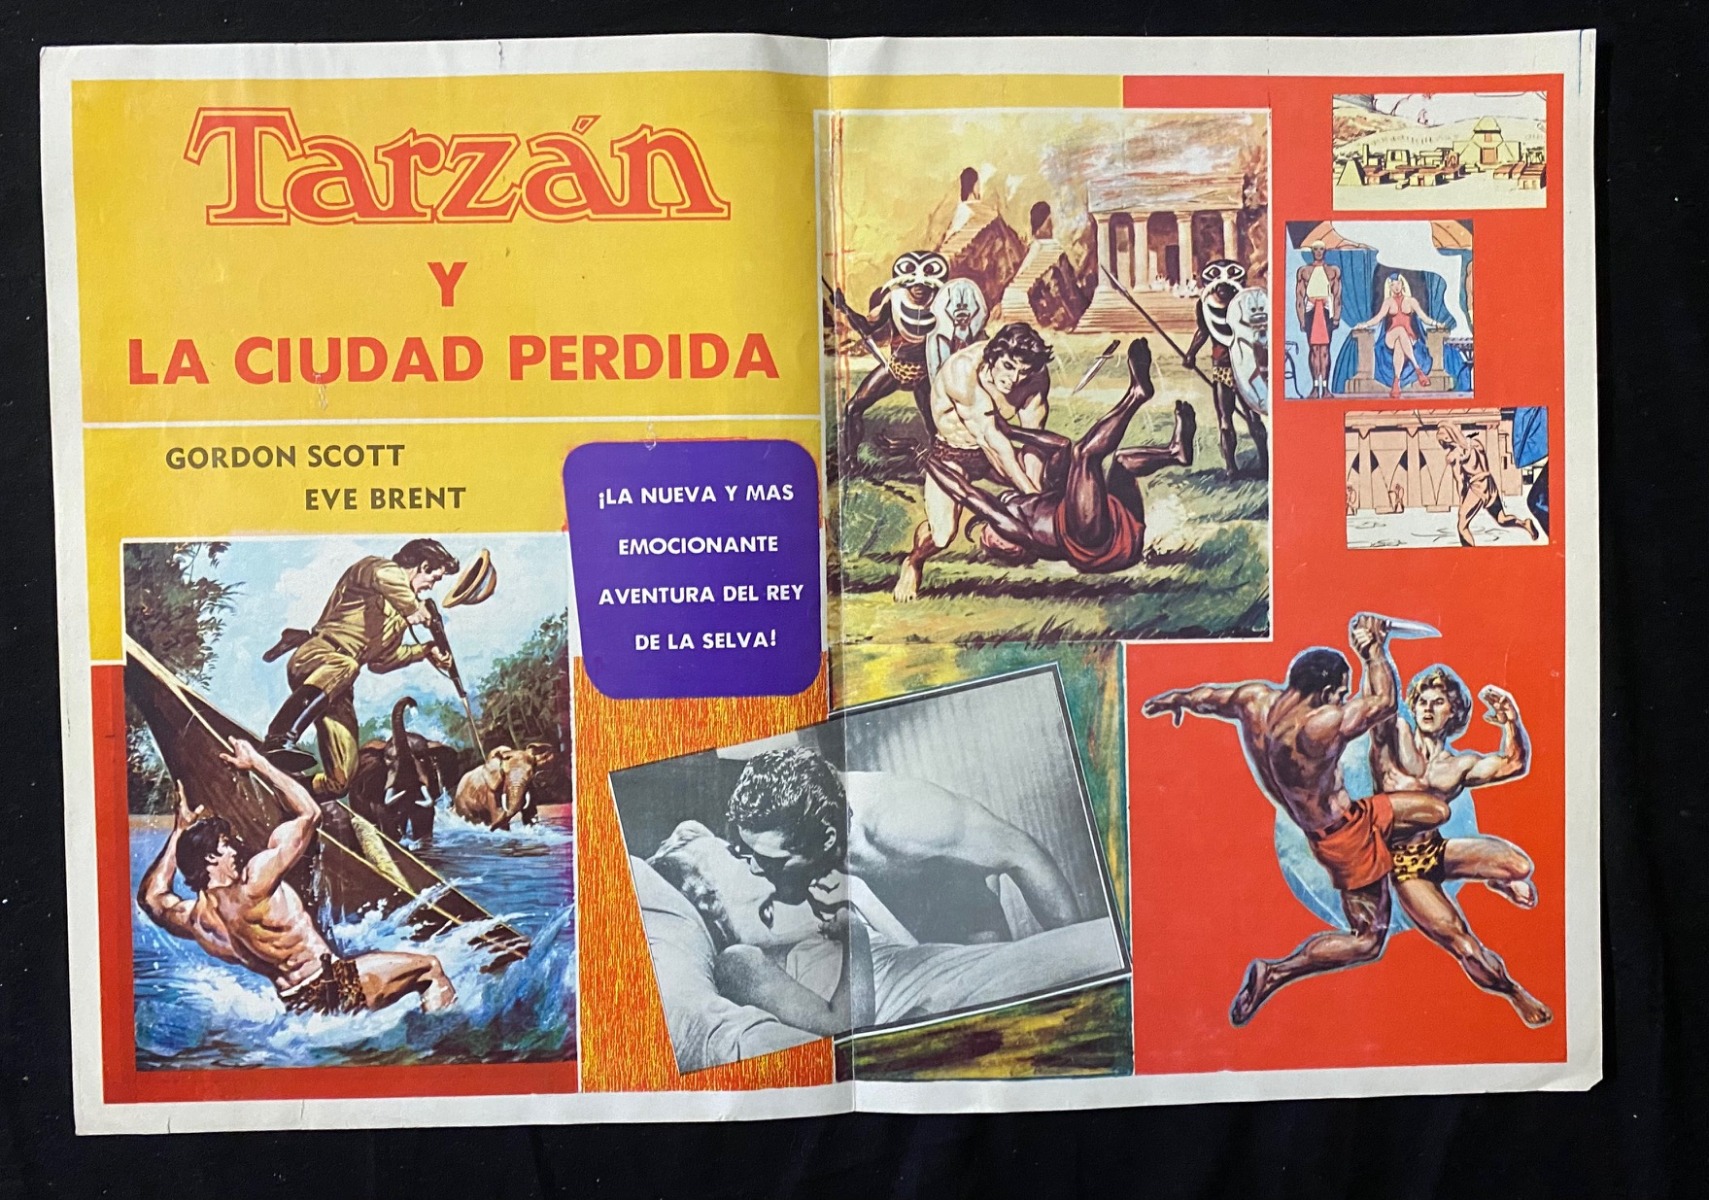 Tarzán
Y
LA CIUDAD PERDIDA
GORDON SCOTT
EVE BRENT
¡LA NUEVA Y MAS
EMOCIONANTE
AVENTURA DEL REY
DE LA SELVA!